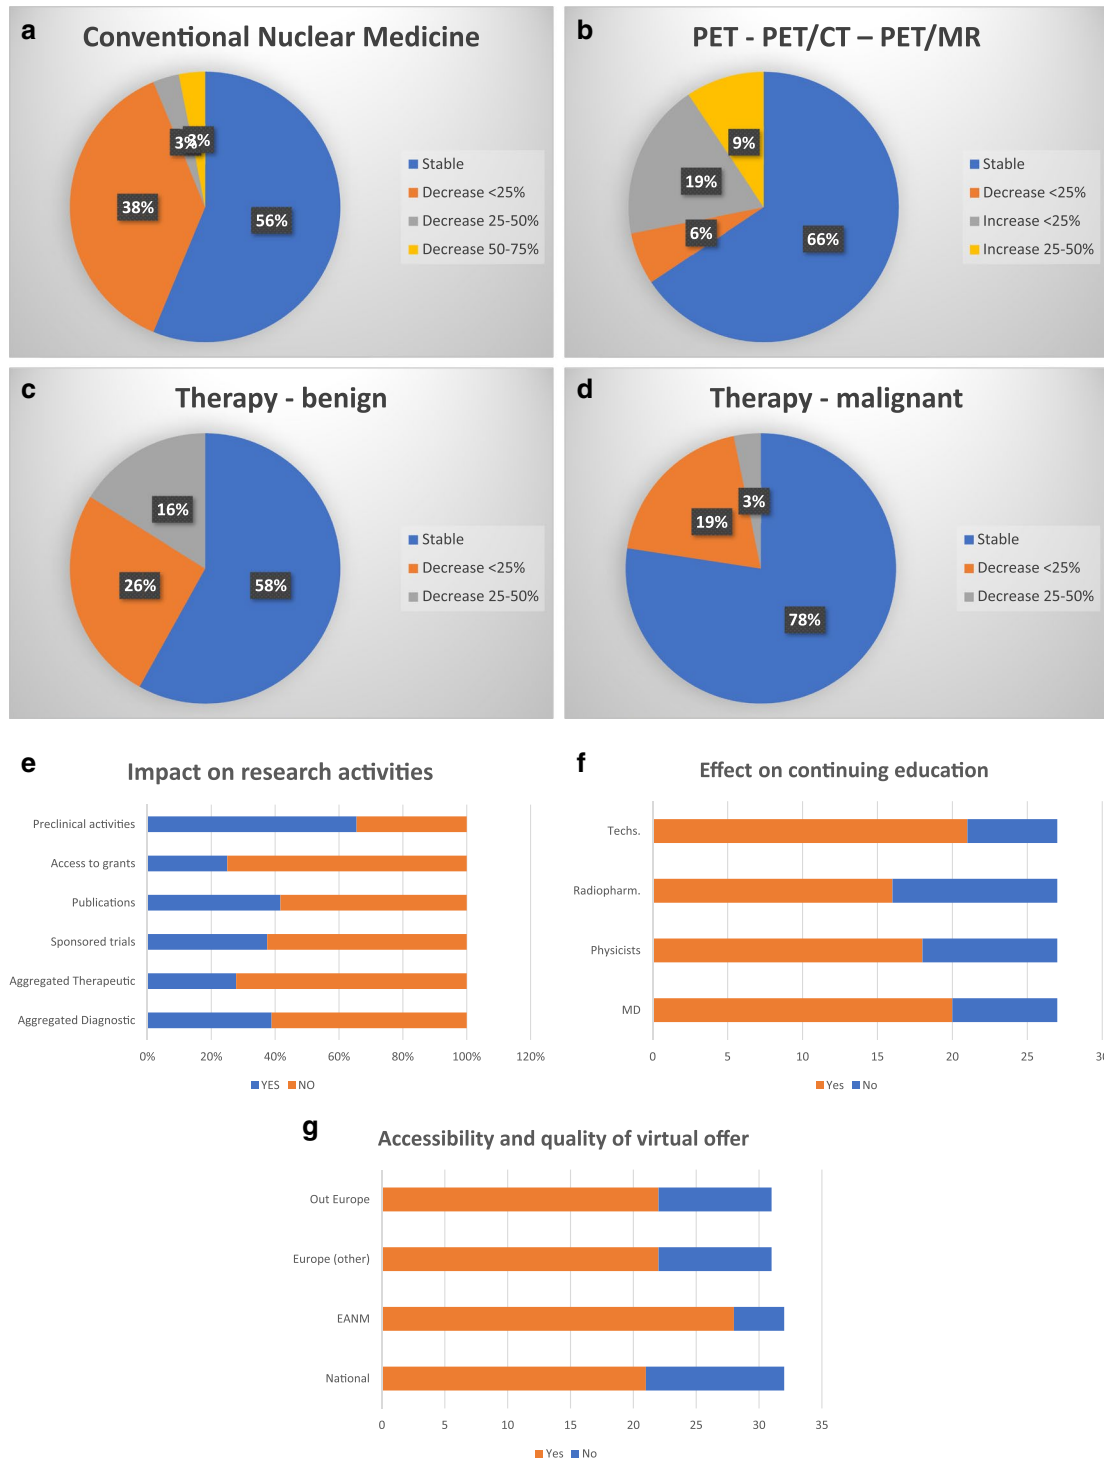 a
Conventional Nuclear Medicine
3%
3%
38%
56%
Stable
Decrease <25%
Decrease 25-50%
Decrease 50-75%
b
PET - PET/CT – PET/MR
9%
19%
6%
66%
Stable
Decrease <25%
Increase <25%
Increase 25-50%
c
Therapy - benign
16%
26%
58%
Stable
Decrease <25%
Decrease 25-50%
d
Therapy - malignant
3%
19%
78%
Stable
Decrease <25%
Decrease 25-50%
e
Impact on research activities
Preclinical activities
Access to grants
Publications
Sponsored trials
Aggregated Therapeutic
Aggregated Diagnostic
0% 20% 40% 60% 80% 100% 120%
YES NO
f
Effect on continuing education
Techs.
Radiopharm.
Physicists
MD
0 5 10 15 20 25 30
Yes No
g
Accessibility and quality of virtual offer
Out Europe
Europe (other)
EANM
National
0 5 10 15 20 25 30 35
Yes No